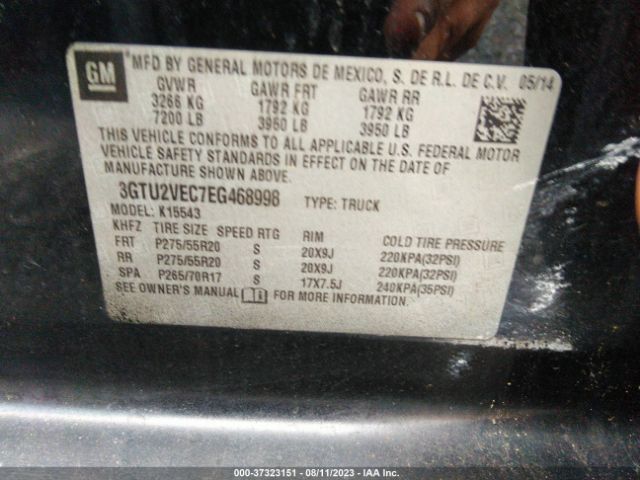 GM
MFD BY GENERAL MOTORS DE MEXICO, S. DE R.L. DE C.V. 05/14
GVWR GAWR FRT GAWR RR
3266 KG 1792 KG 1792 KG
7200 LB 3950 LB 3950 LB
THIS VEHICLE CONFORMS TO ALL APPLICABLE U.S. FEDERAL MOTOR
VEHICLE SAFETY STANDARDS IN EFFECT ON THE DATE OF
MANUFACTURE SHOWN ABOVE.
3GTU2VEC7EG468998 TYPE: TRUCK
MODEL: K15543
KHFZ TIRE SIZE SPEED RTG RIM COLD TIRE PRESSURE
FRT P275/55R20 S 20X9J 220KPA(32PSI)
RR P275/55R20 S 20X9J 220KPA(32PSI)
SPA P265/70R17 S 17X7.5J 240KPA(35PSI)
SEE OWNER'S MANUAL i FOR MORE INFORMATION.
000-37323151 - 08/11/2023 - IAA Inc.